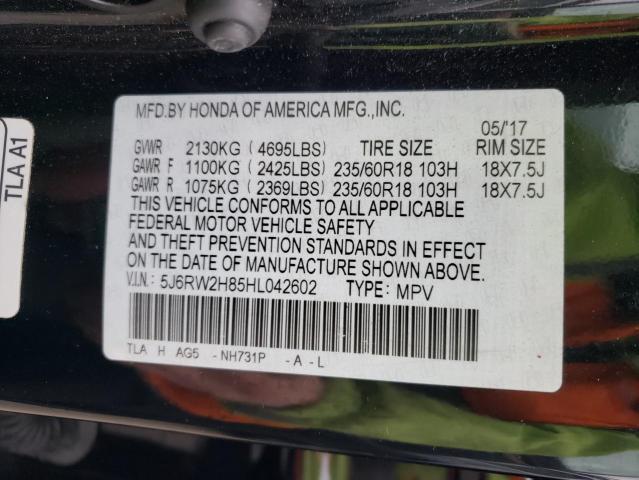 MFD.BY HONDA OF AMERICA MFG.,INC.
05/'17
GVWR 2130KG ( 4695LBS) TIRE SIZE RIM SIZE
GAWR F 1100KG ( 2425LBS) 235/60R18 103H 18X7.5J
GAWR R 1075KG ( 2369LBS) 235/60R18 103H 18X7.5J
THIS VEHICLE CONFORMS TO ALL APPLICABLE
FEDERAL MOTOR VEHICLE SAFETY
AND THEFT PREVENTION STANDARDS IN EFFECT
ON THE DATE OF MANUFACTURE SHOWN ABOVE.
V.I.N.: 5J6RW2H85HL042602 TYPE: MPV
TLA H AG5 - NH731P - A - L
TLA A1